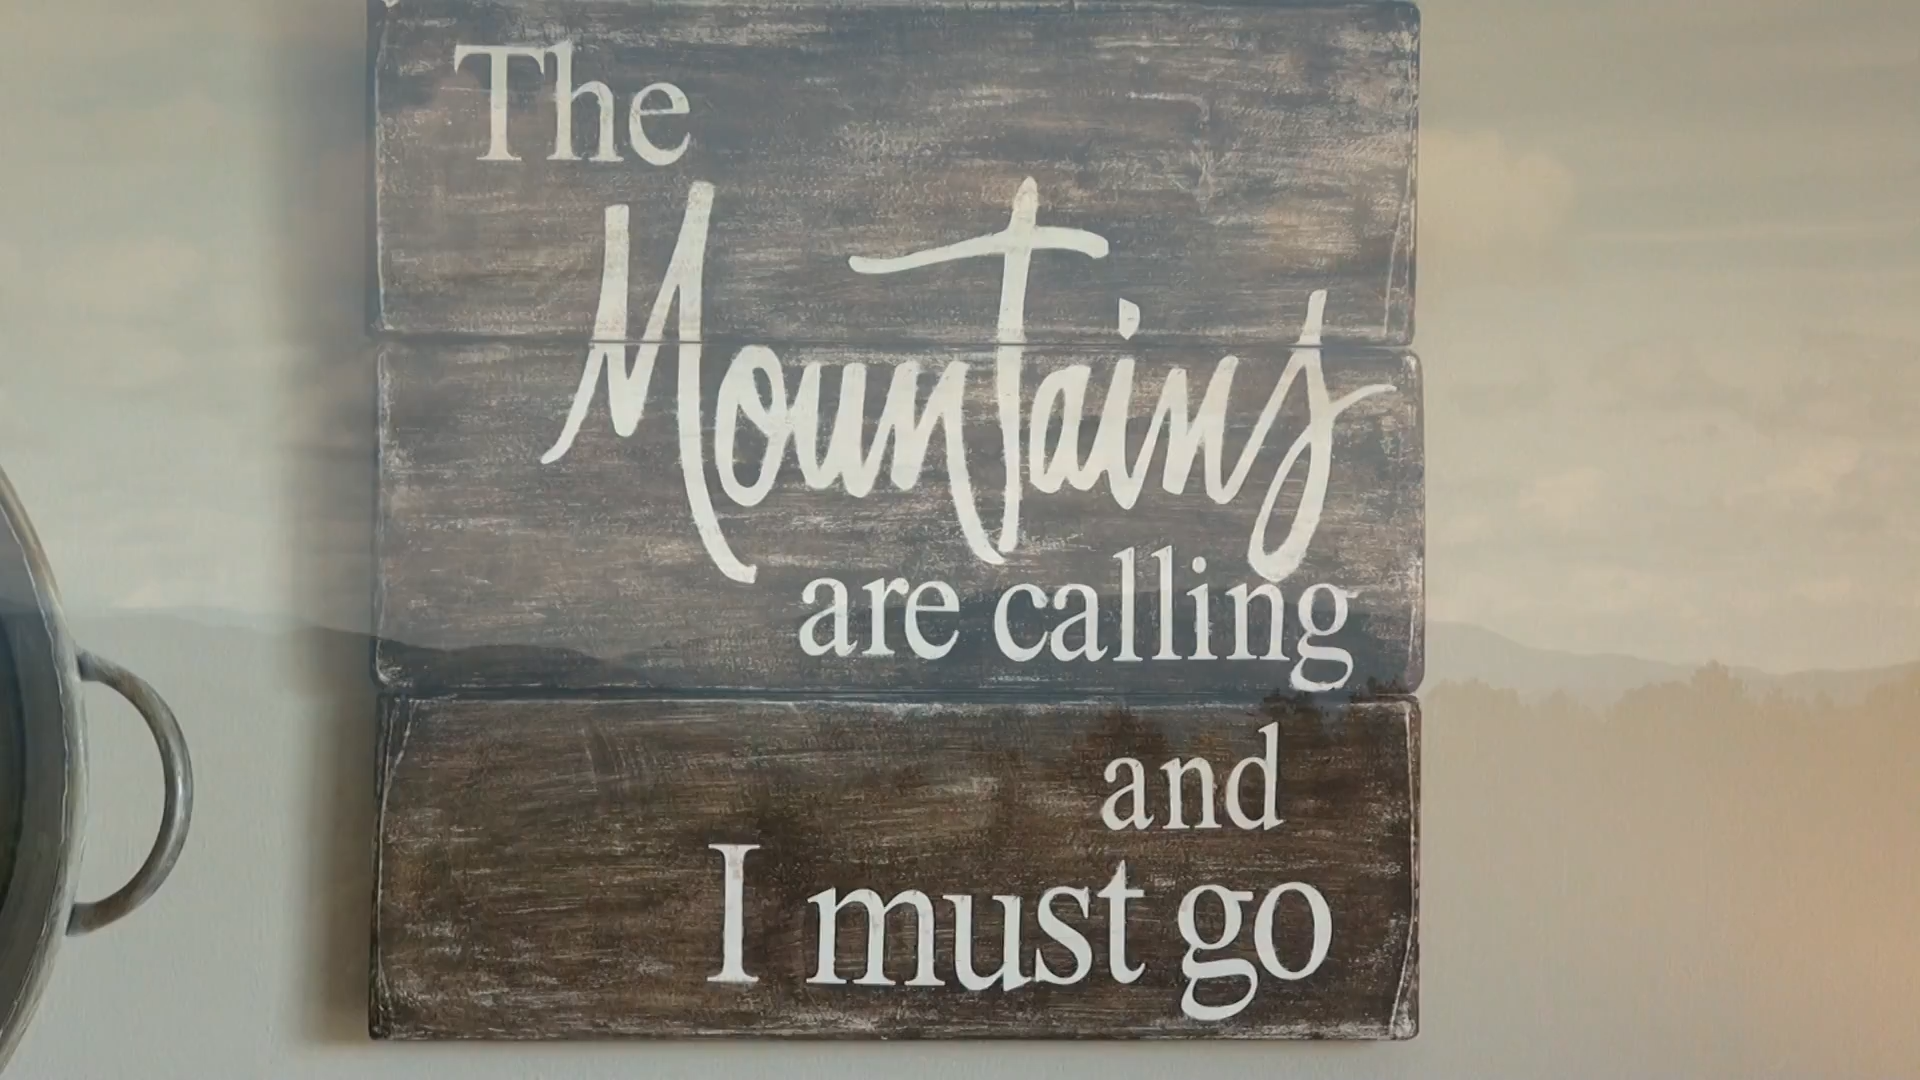 The
Mountains
are calling
and
I must go